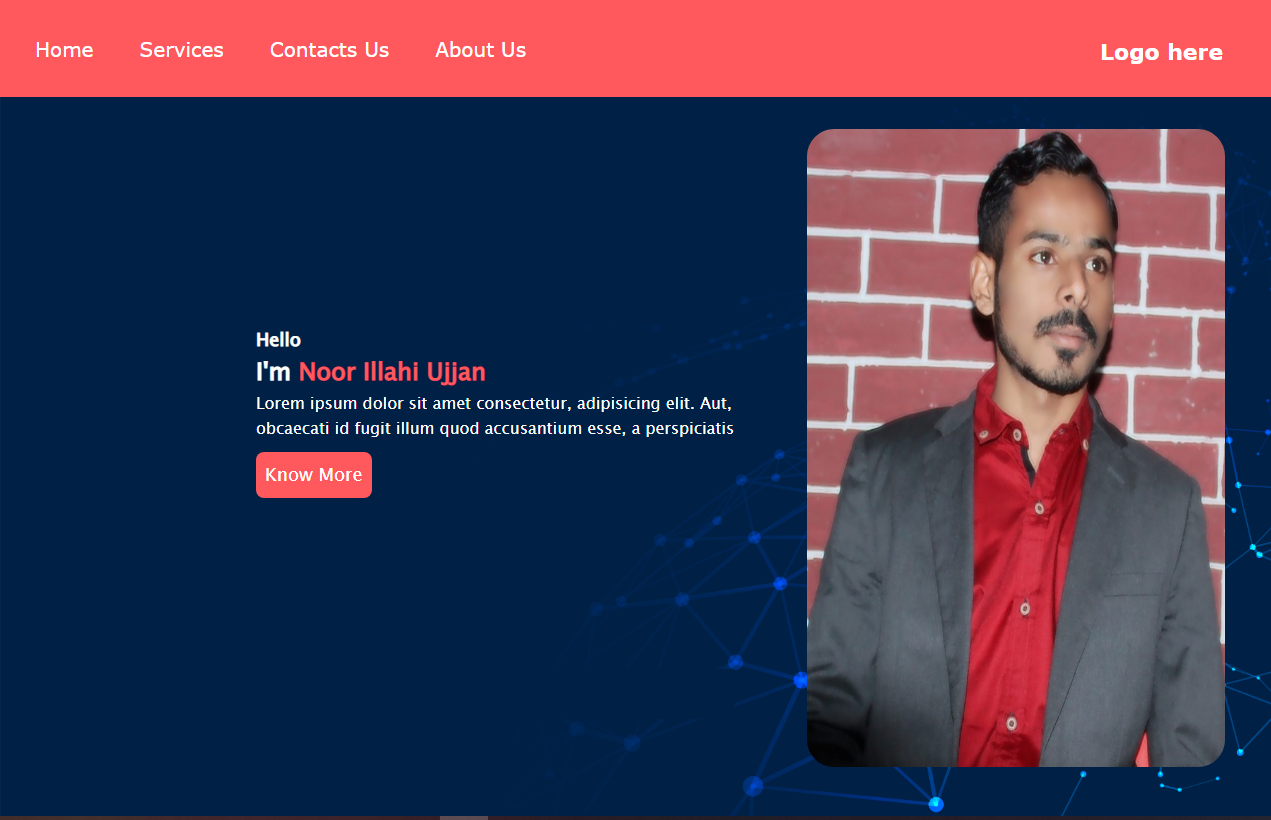 Home Services Contacts Us About Us Logo here
Hello
I'm Noor Illahi Ujjan
Lorem ipsum dolor sit amet consectetur, adipisicing elit. Aut,
obcaecati id fugit illum quod accusantium esse, a perspiciatis
Know More